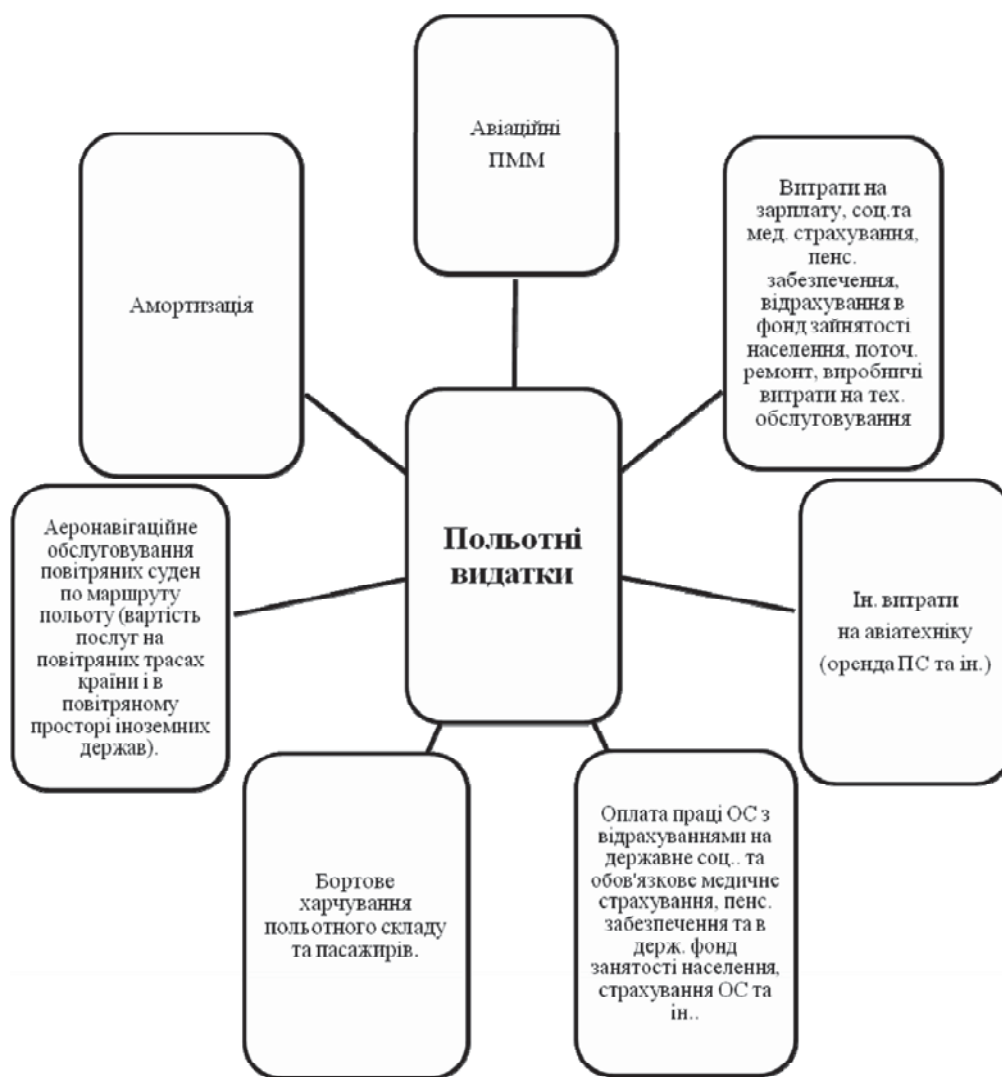 Авіаційні
ПММ
Витрати на
зарплату, соц.та
мед. страхування,
пенс.
забезпечення,
відрахування в
фонд зайнятості
населення, поточ.
ремонт, виробничі
витрати на тех.
обслуговування
Амортизація
Польотні
видатки
Аеронавігаційне
обслуговування
повітряних суден
по маршруту
польоту (вартість
послуг на
повітряних трасах
країни і в
повітряному
просторі іноземних
держав).
Ін. витрати
на авіатехніку
(оренда ПС та ін.)
Бортове
харчування
польотного складу
та пасажирів.
Оплата праці ОС з
відрахуваннями на
державне соц.. та
обов'язкове медичне
страхування, пенс.
забезпечення та в
держ. фонд
занятості населення,
страхування ОС та
ін..